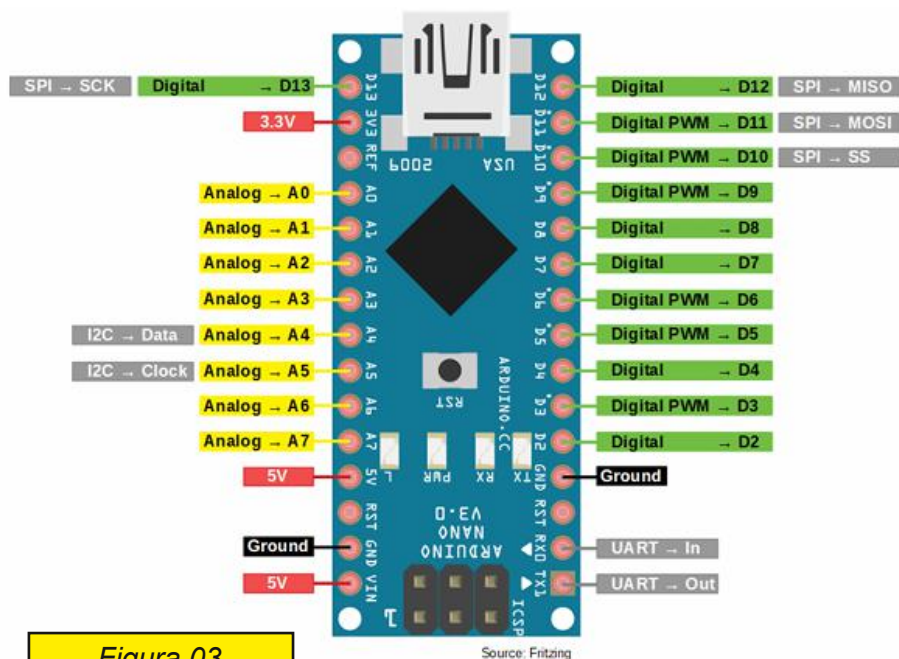 SPI → SCK Digital → D13 D13 D12 Digital → D12 SPI → MISO
3.3V 3V3 D11 Digital PWM → D11 SPI → MOSI
REF 2009 USA D10 Digital PWM → D10 SPI → SS
Analog → A0 A0 D9 Digital PWM → D9
Analog → A1 A1 D8 Digital → D8
Analog → A2 A2 D7 Digital → D7
Analog → A3 A3 D6 Digital PWM → D6
I2C → Data Analog → A4 A4 D5 Digital PWM → D5
I2C → Clock Analog → A5 A5 D4 Digital → D4
Analog → A6 A6 RST ARDUINO.CC D3 Digital PWM → D3
Analog → A7 A7 D2 Digital → D2
5V 5V L PWR RX TX GND Ground
RST RST
Ground GND RX0 UART → In
5V VIN TX1 UART → Out
ARDUINO
NANO
V3.0
1 ICSP
Figura 03
Source: Fritzing